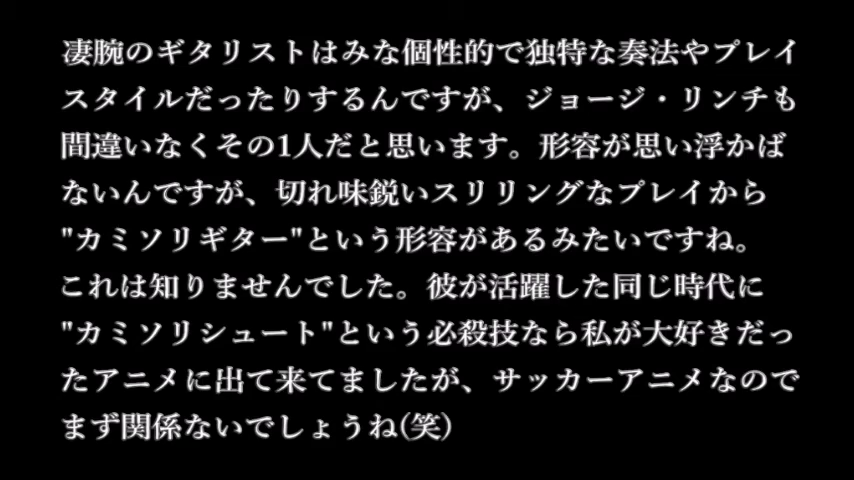 凄腕のギタリストはみな個性的で独特な奏法やプレイ
スタイルだったりするんですが、ジョージ・リンチも
間違いなくその1人だと思います。形容が思い浮かば
ないんですが、切れ味鋭いスリリングなプレイから
"カミソリギター"という形容があるみたいですね。
これは知りませんでした。彼が活躍した同じ時代に
"カミソリシュート"という必殺技なら私が大好きだっ
たアニメに出て来てましたが、サッカーアニメなので
まず関係ないでしょうね(笑)